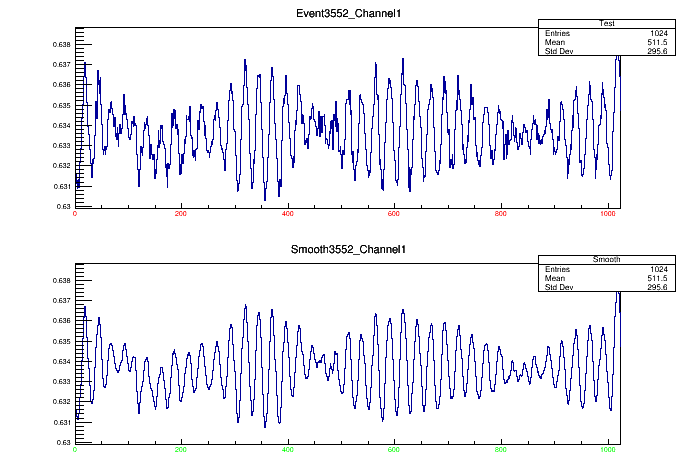 Event3552_Channel1
Test
Entries 1024
Mean 511.5
Std Dev 295.6
0.638
0.637
0.636
0.635
0.634
0.633
0.632
0.631
0.63
0 200 400 600 800 1000
Smooth3552_Channel1
Smooth
Entries 1024
Mean 511.5
Std Dev 295.6
0.638
0.637
0.636
0.635
0.634
0.633
0.632
0.631
0.63
0 200 400 600 800 1000